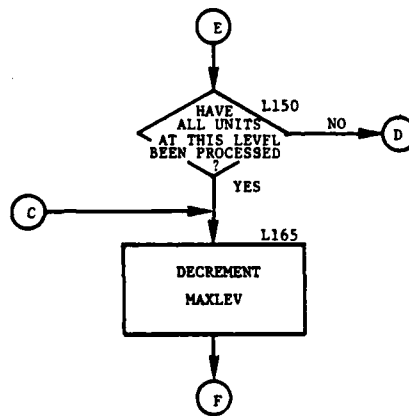 E
L150
HAVE
ALL UNITS
AT THIS LEVEL
BEEN PROCESSED
?
NO
D
YES
C
L165
DECREMENT
MAXLEV
F